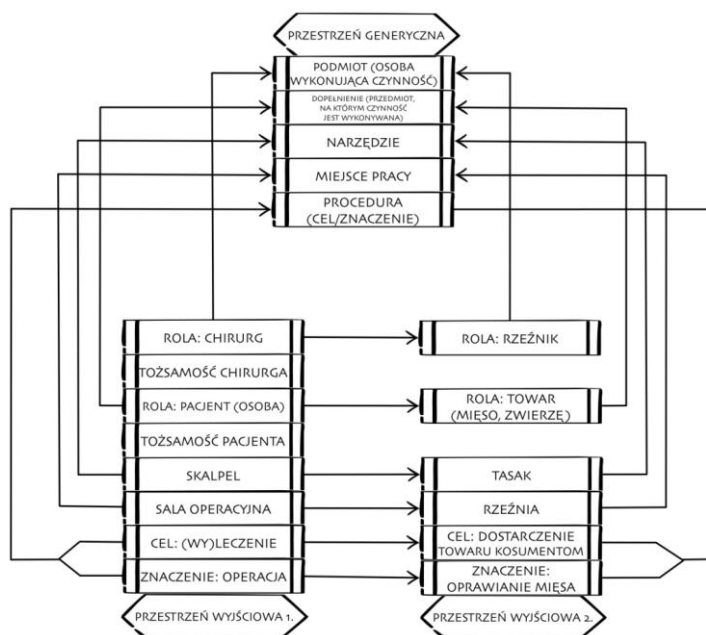 PRZESTRZEŃ GENERYCZNA
PODMIOT (OSOBA
WYKONUJĄCA CZYNNOŚĆ)
DOPEŁNIENIE (PRZEDMIOT,
NA KTÓRYM CZYNNOŚĆ
JEST WYKONYWANA)
NARZĘDZIE
MIEJSCE PRACY
PROCEDURA
(CEL/ZNACZENIE)
ROLA: CHIRURG
TOŻSAMOŚĆ CHIRURGA
ROLA: PACJENT (OSOBA)
TOŻSAMOŚĆ PACJENTA
SKALPEL
SALA OPERACYJNA
CEL: (WY)LECZENIE
ZNACZENIE: OPERACJA
PRZESTRZEŃ WYJŚCIOWA 1.
ROLA: RZEŹNIK
ROLA: TOWAR
(MIĘSO, ZWIERZĘ)
TASAK
RZEŹNIA
CEL: DOSTARCZENIE
TOWARU KOSUMENTOM
ZNACZENIE:
OPRAWIANIE MIĘSA
PRZESTRZEŃ WYJŚCIOWA 2.